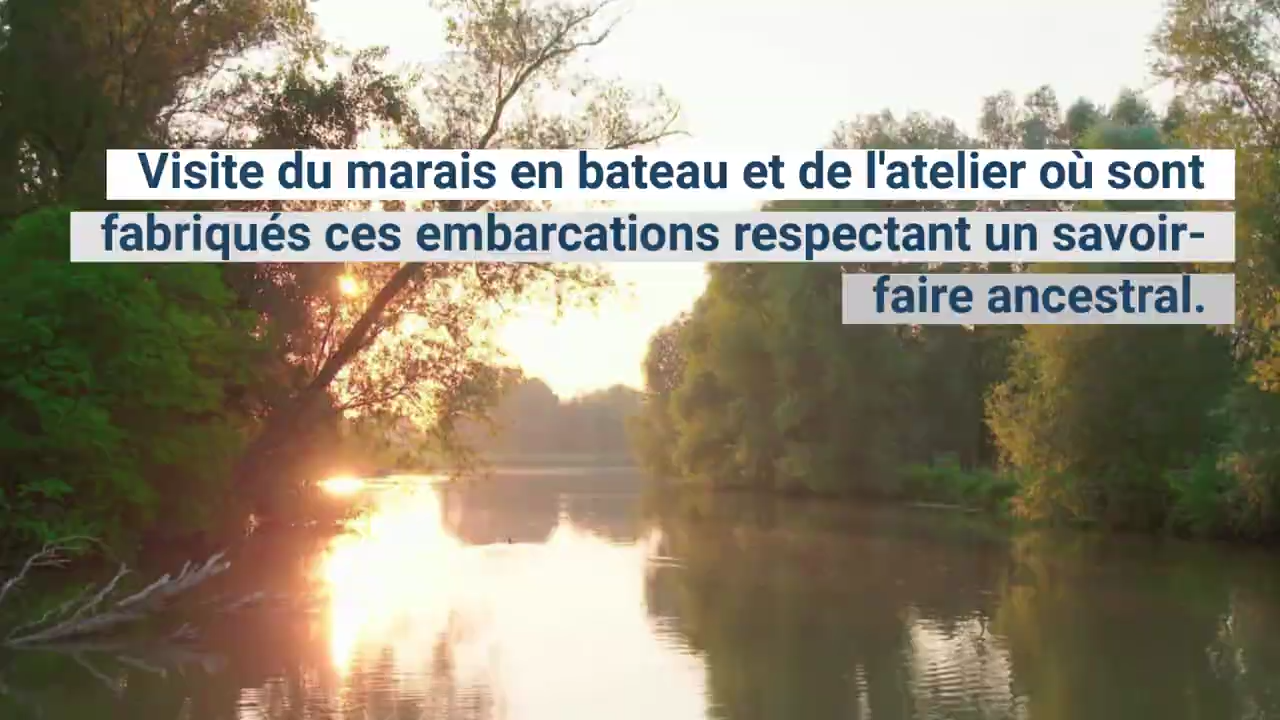 Visite du marais en bateau et de l'atelier où sont
fabriqués ces embarcations respectant un savoir-
faire ancestral.